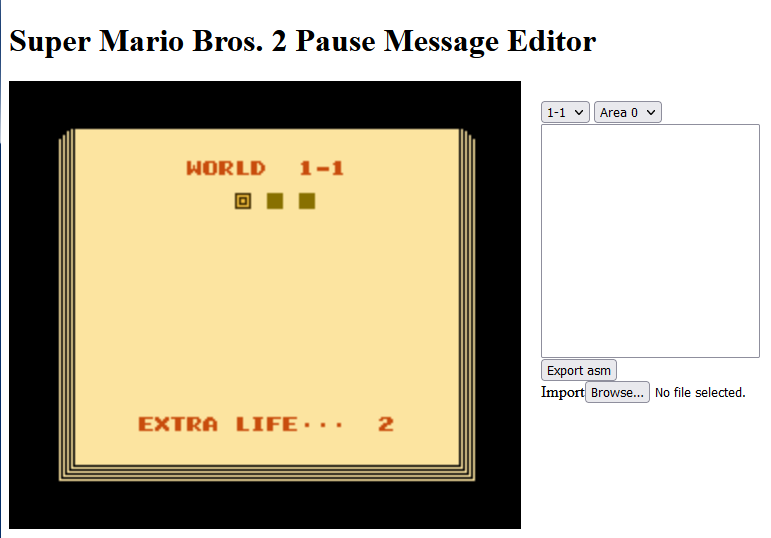 Super Mario Bros. 2 Pause Message Editor
WORLD 1-1
EXTRA LIFE··· 2
1-1 Area 0
Export asm
Import Browse... No file selected.